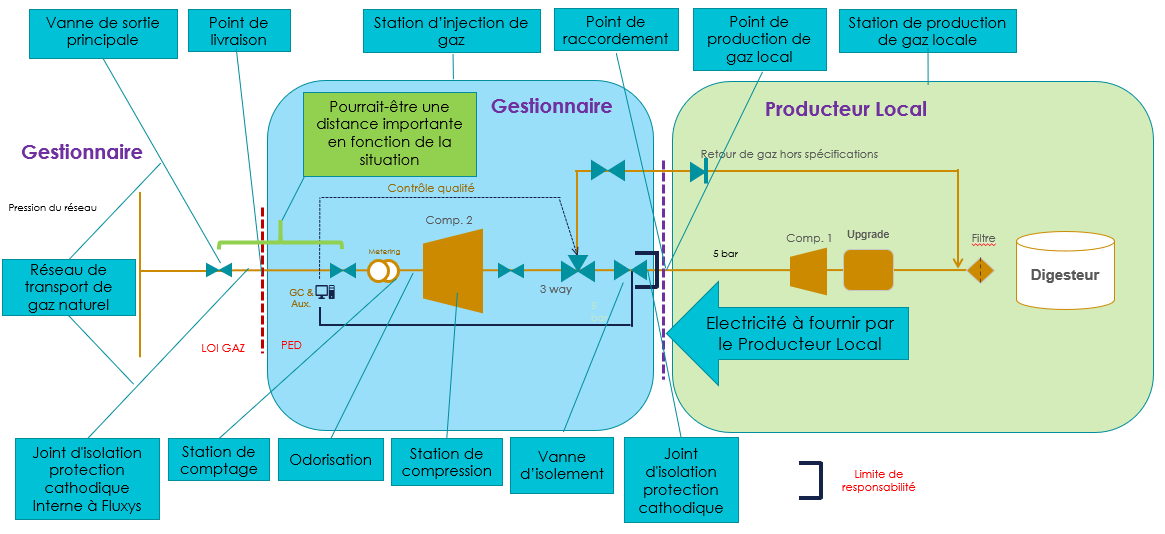 Vanne de sortie
principale
Point de
livraison
Station d'injection de
gaz
Point de
raccordement
Point de
production de
gaz local
Station de production
de gaz locale
Gestionnaire
Pourrait-être une
distance importante
en fonction de la
situation
Gestionnaire
Producteur Local
Pression du réseau
Contrôle qualité
Retour de gaz hors spécifications
Comp. 2
Metering
5 bar
Comp. 1
Upgrade
Filtre
Digesteur
Réseau de
transport de
gaz naturel
GC &
Aux.
3 way
LOI GAZ
PED
Electricité à fournir par
le Producteur Local
Joint d'isolation
protection
cathodique
Interne à Fluxys
Station de
comptage
Odorisation
Station de
compression
Vanne
d'isolement
Joint
d'isolation
protection
cathodique
Limite de
responsabilité